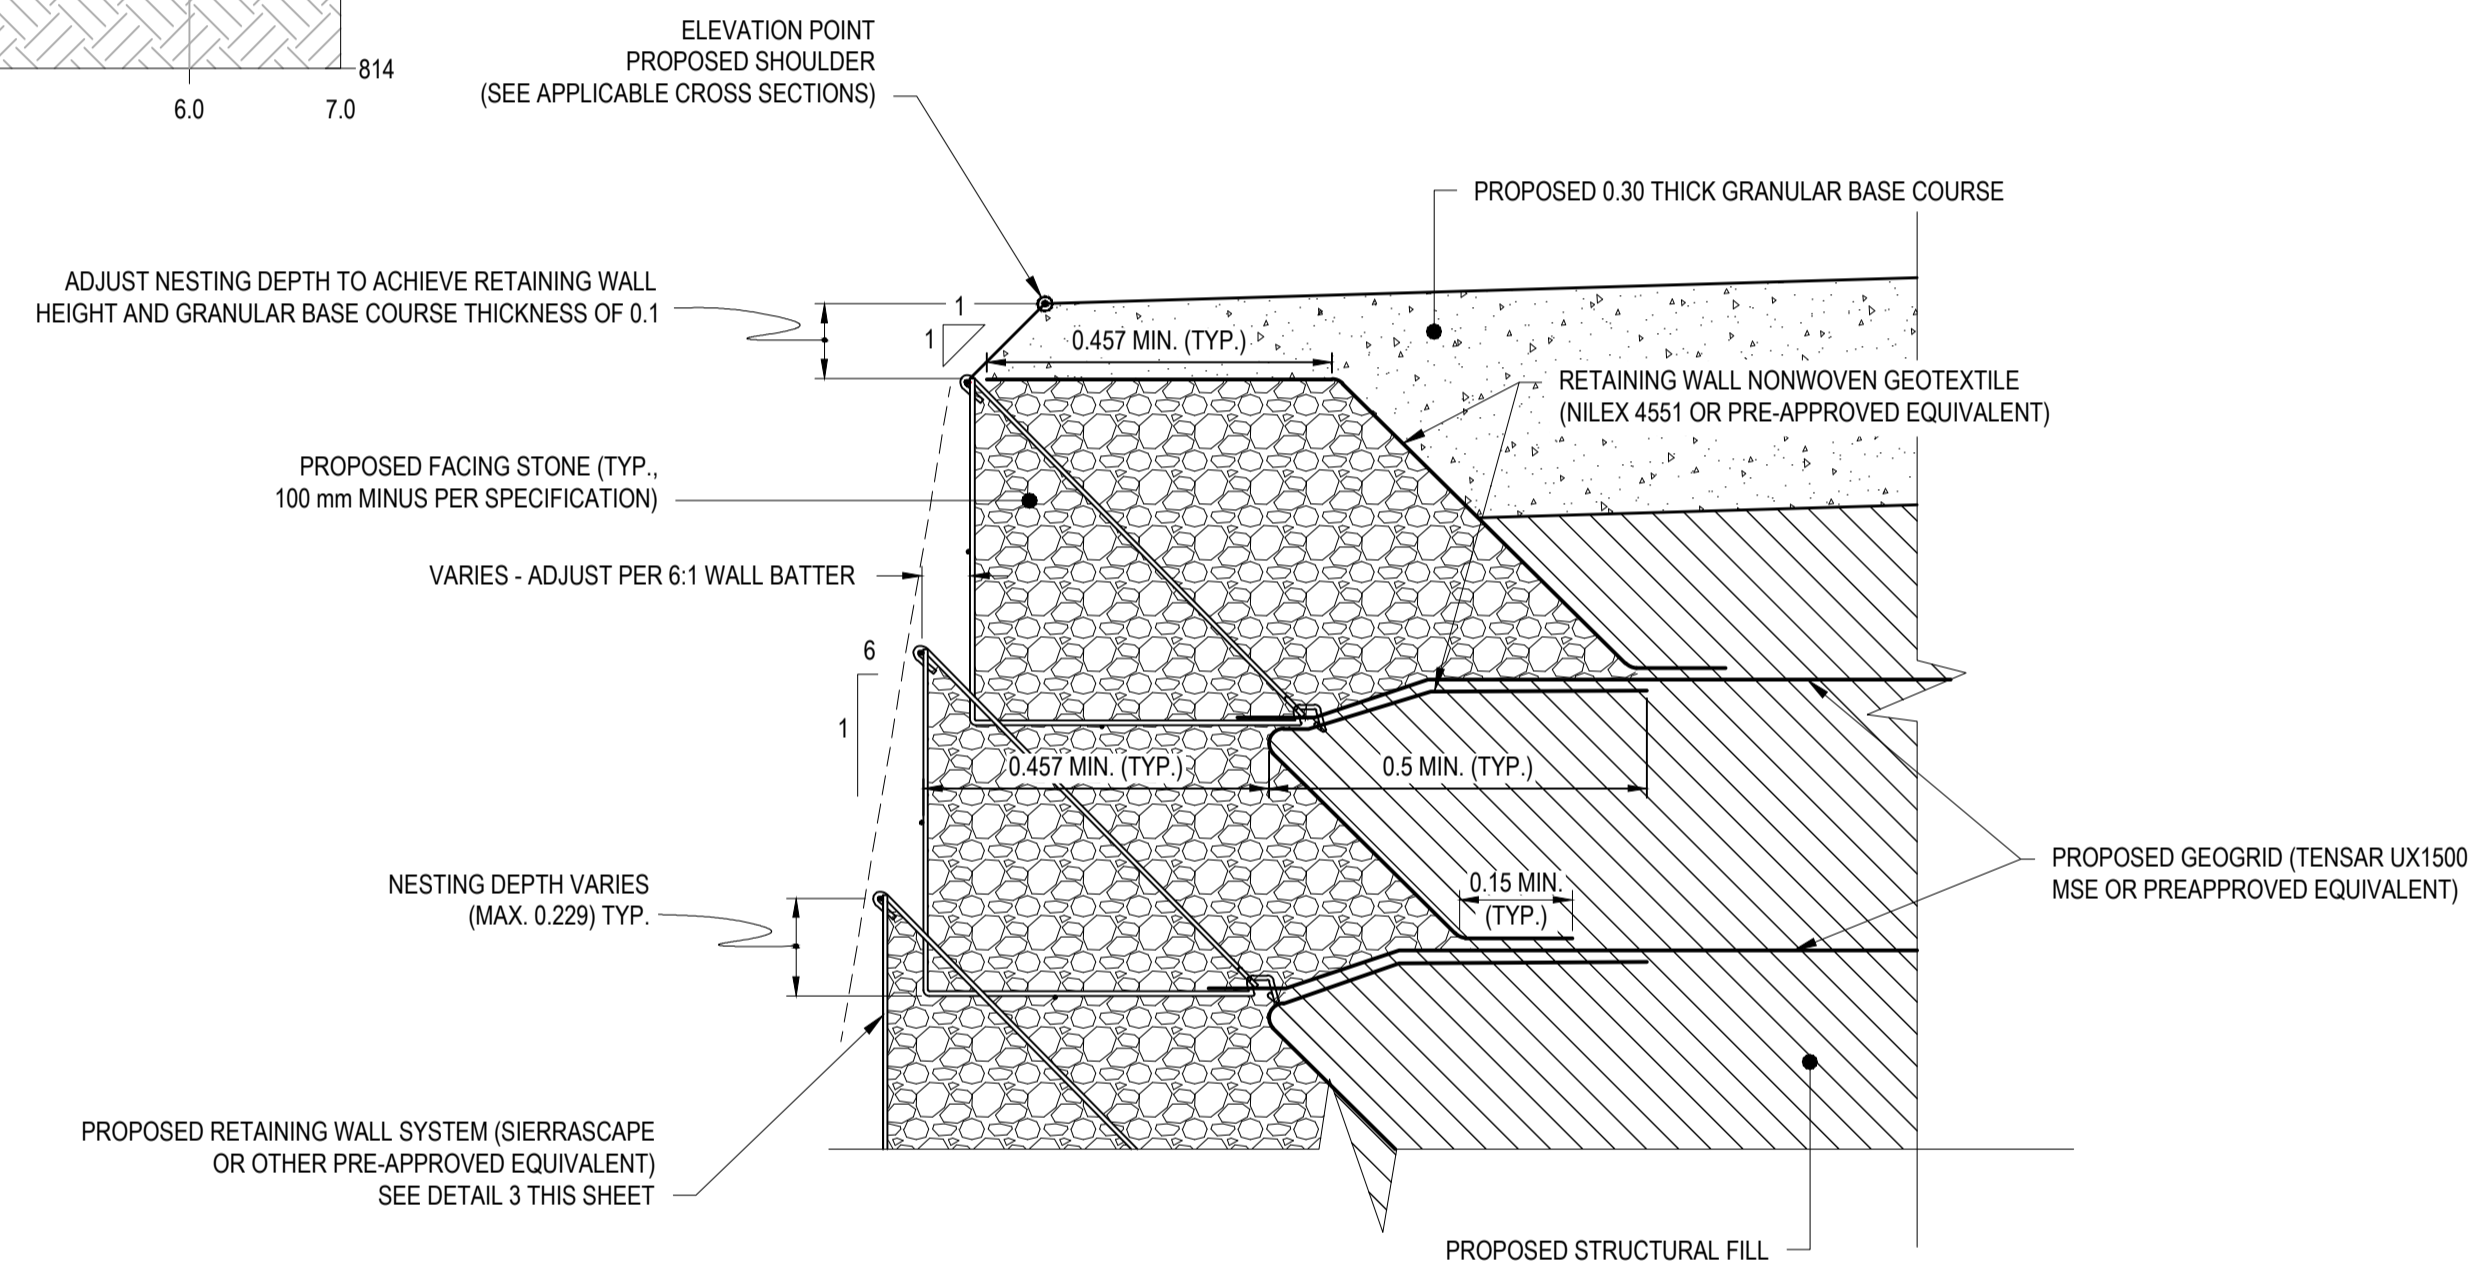 814
6.0
7.0
ELEVATION POINT
PROPOSED SHOULDER
(SEE APPLICABLE CROSS SECTIONS)
PROPOSED 0.30 THICK GRANULAR BASE COURSE
ADJUST NESTING DEPTH TO ACHIEVE RETAINING WALL
HEIGHT AND GRANULAR BASE COURSE THICKNESS OF 0.1
1
1
0.457 MIN. (TYP.)
RETAINING WALL NONWOVEN GEOTEXTILE
(NILEX 4551 OR PRE-APPROVED EQUIVALENT)
PROPOSED FACING STONE (TYP.,
100 mm MINUS PER SPECIFICATION)
VARIES - ADJUST PER 6:1 WALL BATTER
6
1
0.457 MIN. (TYP.)
0.5 MIN. (TYP.)
0.15 MIN.
(TYP.)
PROPOSED GEOGRID (TENSAR UX1500
MSE OR PREAPPROVED EQUIVALENT)
NESTING DEPTH VARIES
(MAX. 0.229) TYP.
PROPOSED RETAINING WALL SYSTEM (SIERRASCAPE
OR OTHER PRE-APPROVED EQUIVALENT)
SEE DETAIL 3 THIS SHEET
PROPOSED STRUCTURAL FILL